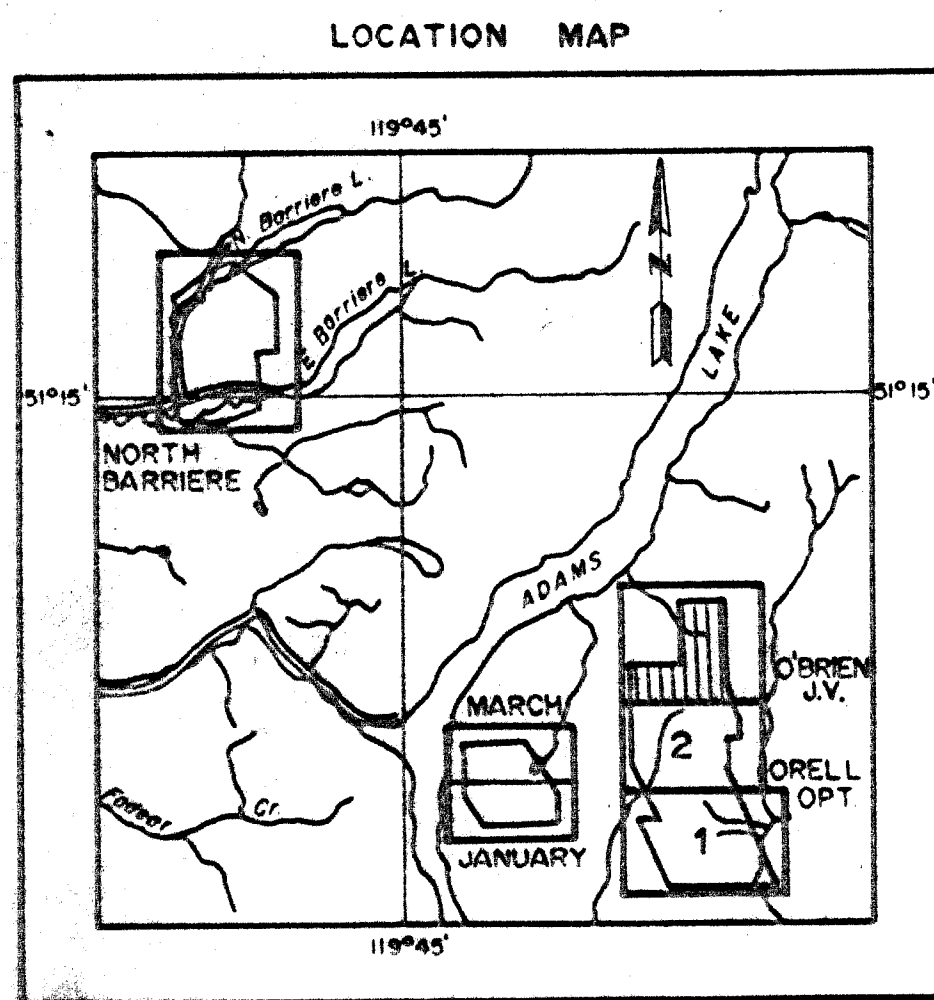 LOCATION MAP
119°45'
N. Barriere L.
E. Barriere L.
N
LAKE
51°15'
51°15'
NORTH
BARRIERE
ADAMS
O'BRIEN
J.V.
MARCH
2
ORELL
OPT
Fadear Cr.
1
JANUARY
119°45'